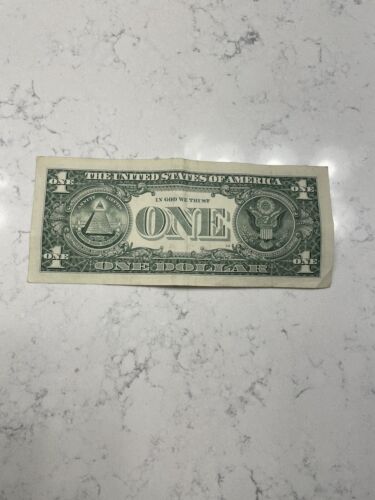 THE UNITED STATES OF AMERICA
1 ONE
ONE 1
IN GOD WE TRUST
ONE
1 ONE
ONE 1
ONE DOLLAR